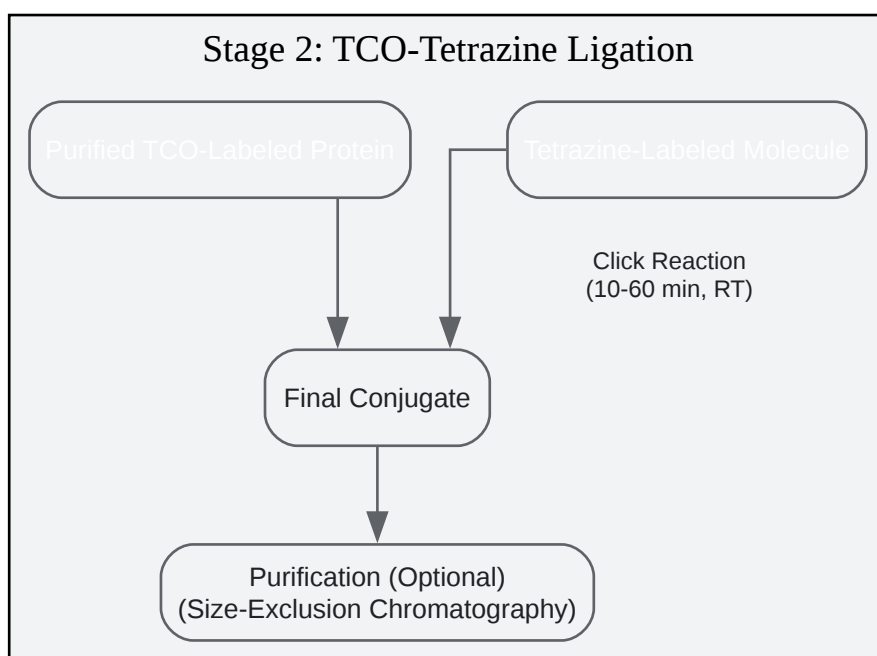 Stage 2: TCO-Tetrazine Ligation
Purified TCO-Labeled Protein
Tetrazine-Labeled Molecule
Click Reaction
(10-60 min, RT)
Final Conjugate
Purification (Optional)
(Size-Exclusion Chromatography)